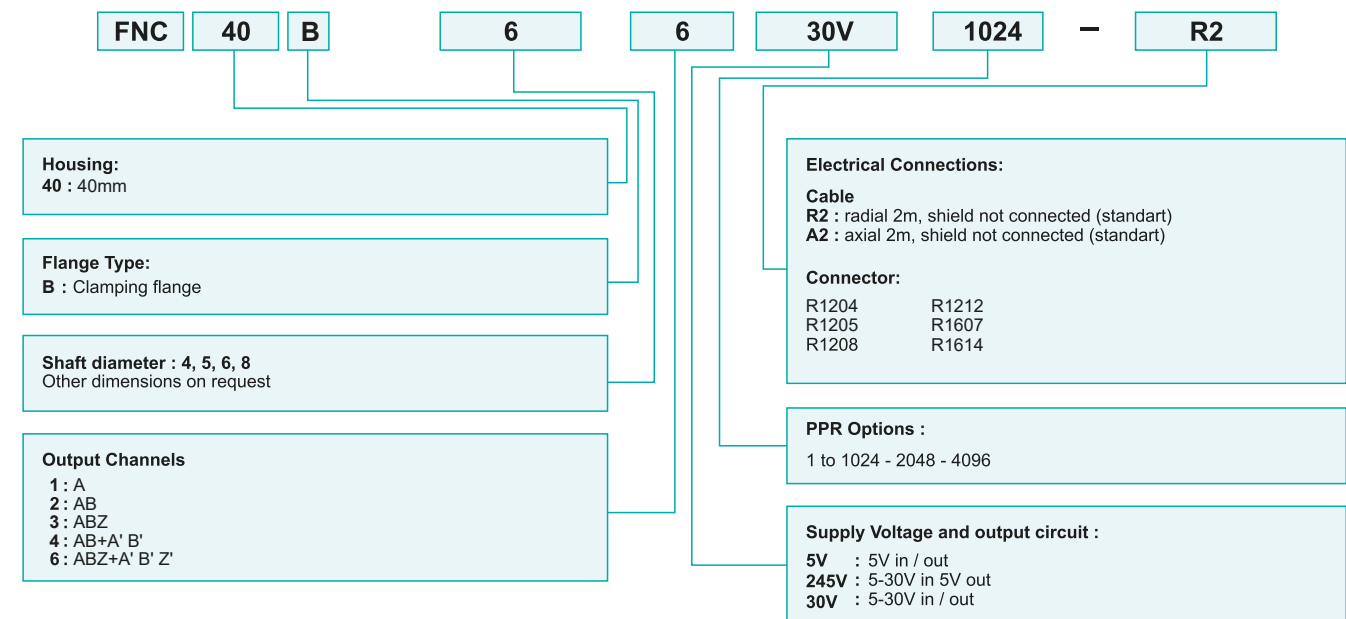 FNC 40 B 6 6 30V 1024 – R2
Housing:
40 : 40mm
Flange Type:
B : Clamping flange
Shaft diameter : 4, 5, 6, 8
Other dimensions on request
Output Channels
1 : A
2 : AB
3 : ABZ
4 : AB+A' B'
6 : ABZ+A' B' Z'
Electrical Connections:
Cable
R2 : radial 2m, shield not connected (standart)
A2 : axial 2m, shield not connected (standart)
Connector:
R1204 R1212
R1205 R1607
R1208 R1614
PPR Options :
1 to 1024 - 2048 - 4096
Supply Voltage and output circuit :
5V : 5V in / out
245V : 5-30V in 5V out
30V : 5-30V in / out